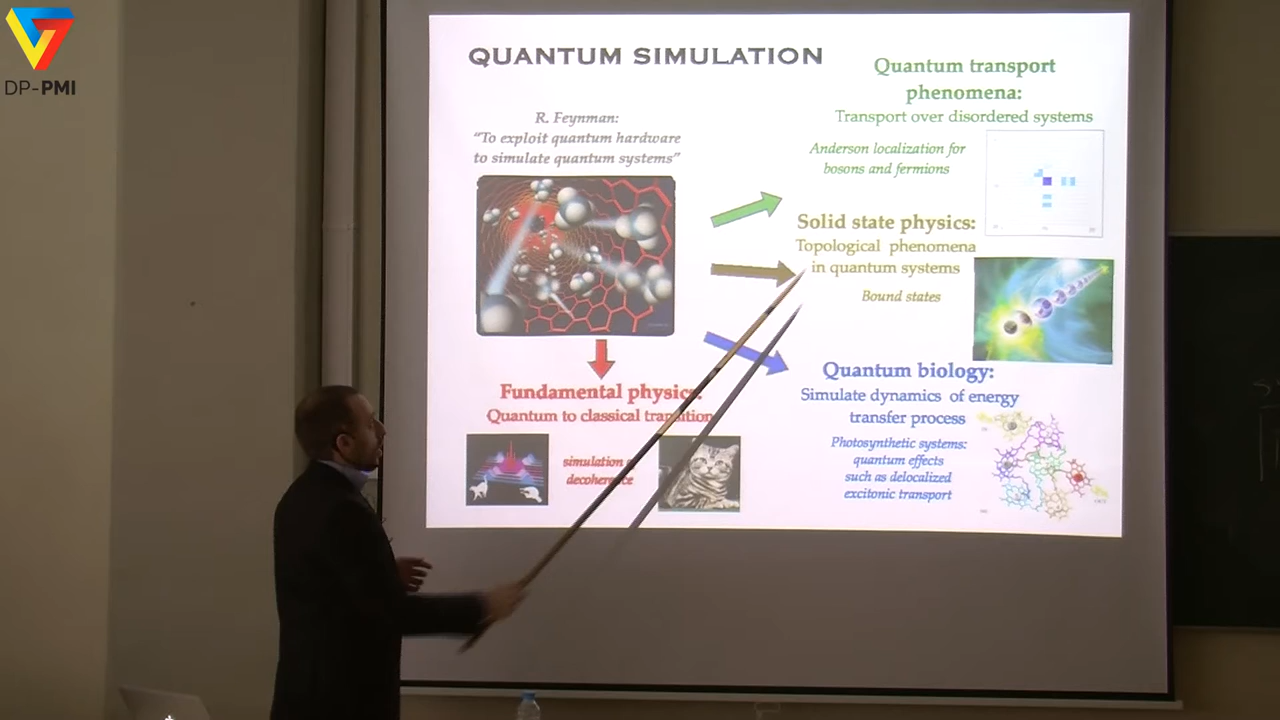 DP-PMI
QUANTUM SIMULATION
R. Feynman:
"To exploit quantum hardware
to simulate quantum systems"
Quantum transport
phenomena:
Transport over disordered systems
Anderson localization for
bosons and fermions
Solid state physics:
Topological phenomena
in quantum systems
Bound states
Fundamental physics:
Quantum to classical transition
simulation
decoherence
Quantum biology:
Simulate dynamics of energy
transfer process
Photosynthetic systems:
quantum effects
such as delocalized
excitonic transport